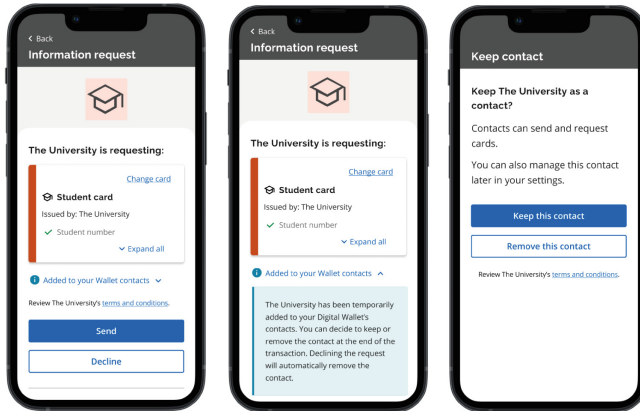 Back
Information request
The University is requesting:
Change card
Student card
Issued by: The University
Student number
Expand all
Added to your Wallet contacts
Review The University's terms and conditions.
Send
Decline
Back
Information request
The University is requesting:
Change card
Student card
Issued by: The University
Student number
Expand all
Added to your Wallet contacts
The University has been temporarily
added to your Digital Wallet's
contacts. You can decide to keep or
remove the contact at the end of the
transaction. Declining the request
will automatically remove the
contact.
Keep contact
Keep The University as a
contact?
Contacts can send and request
cards.
You can also manage this contact
later in your settings.
Keep this contact
Remove this contact
Review The University's terms and conditions.